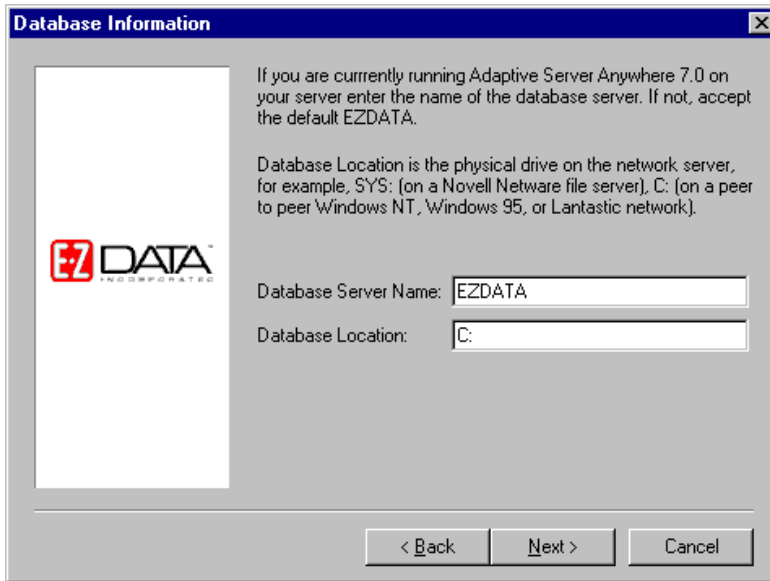 Database Information
If you are currrently running Adaptive Server Anywhere 7.0 on
your server enter the name of the database server. If not, accept
the default EZDATA.
Database Location is the physical drive on the network server,
for example, SYS: (on a Novell Netware file server), C: (on a peer
to peer Windows NT, Windows 95, or Lantastic network).
E·Z DATA™
INCORPORATED
Database Server Name: EZDATA
Database Location: C:
< Back Next > Cancel